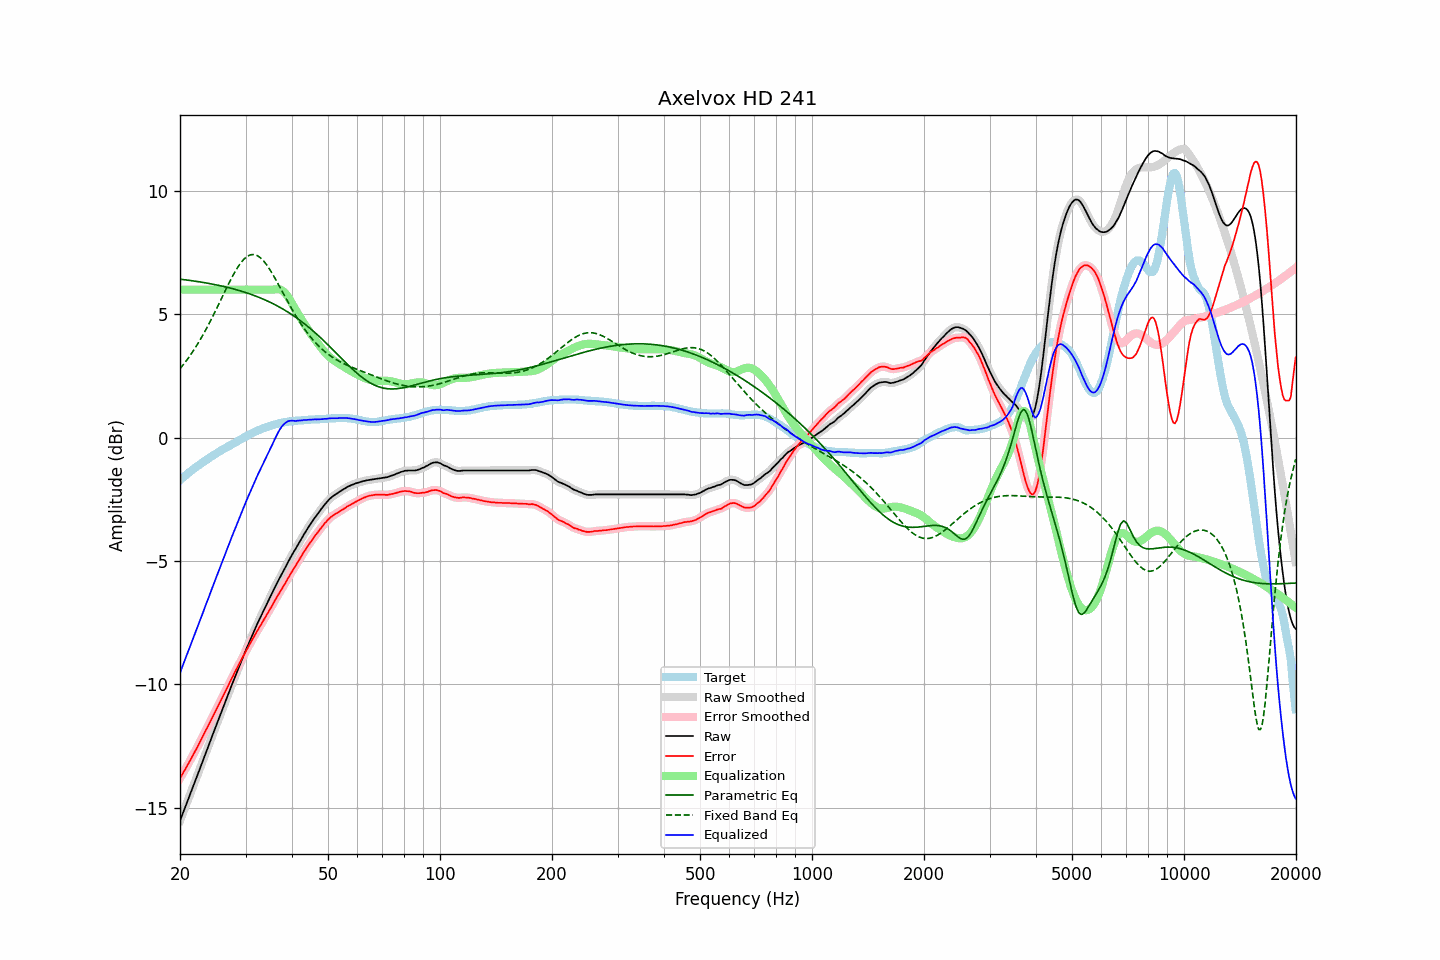 Axelvox HD 241
Amplitude (dBr)
10
5
0
−5
−10
−15
20
50
100
200
500
1000
2000
5000
10000
20000
Frequency (Hz)
Target
Raw Smoothed
Error Smoothed
Raw
Error
Equalization
Parametric Eq
Fixed Band Eq
Equalized